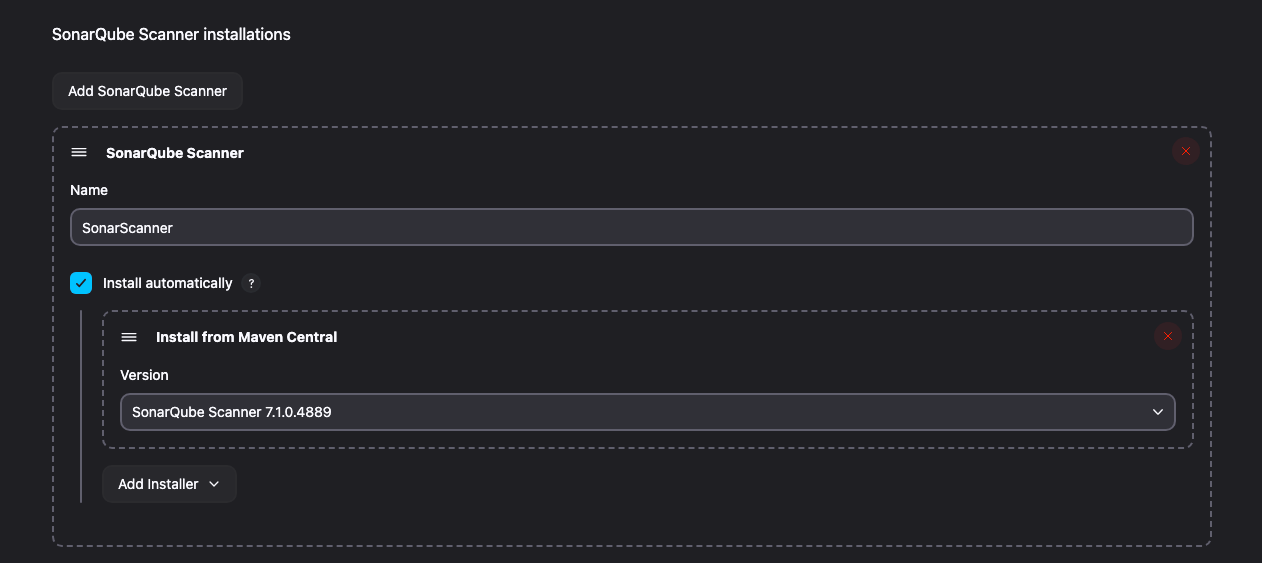 SonarQube Scanner installations
Add SonarQube Scanner
SonarQube Scanner
Name
SonarScanner
Install automatically ?
Install from Maven Central
Version
SonarQube Scanner 7.1.0.4889
Add Installer